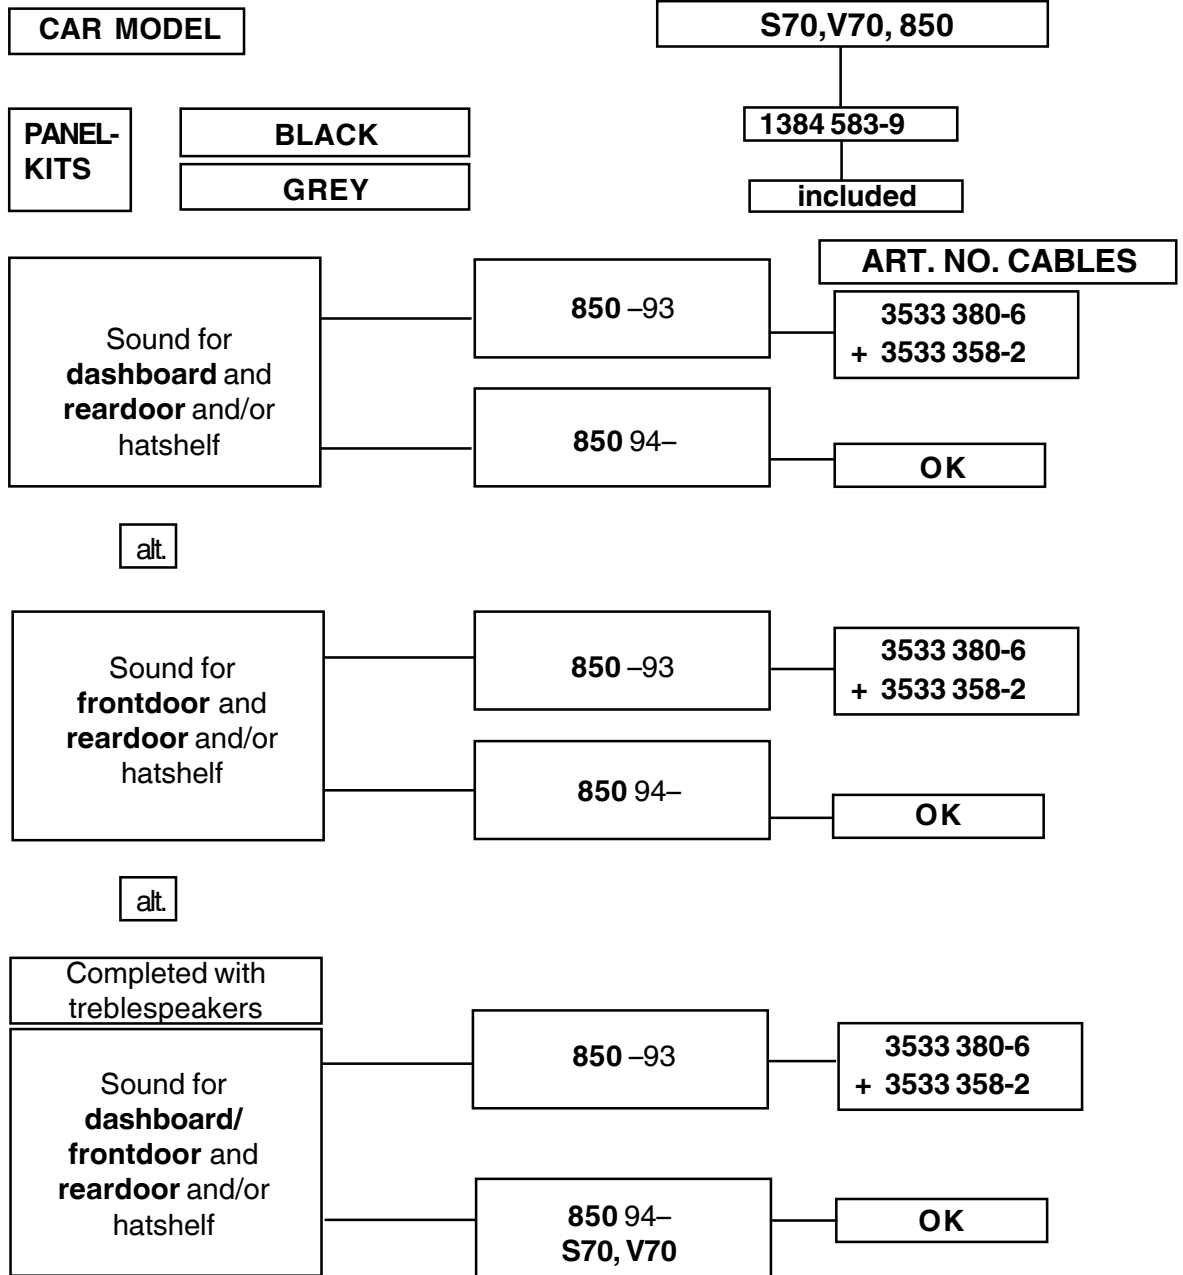 CAR MODEL
S70,V70, 850
PANEL-
KITS
BLACK
GREY
1384 583-9
included
ART. NO. CABLES
Sound for
dashboard and
reardoor and/or
hatshelf
850 –93
3533 380-6
+ 3533 358-2
850 94–
OK
alt.
Sound for
frontdoor and
reardoor and/or
hatshelf
850 –93
3533 380-6
+ 3533 358-2
850 94–
OK
alt.
Completed with
treblespeakers
Sound for
dashboard/
frontdoor and
reardoor and/or
hatshelf
850 –93
3533 380-6
+ 3533 358-2
850 94–
S70, V70
OK